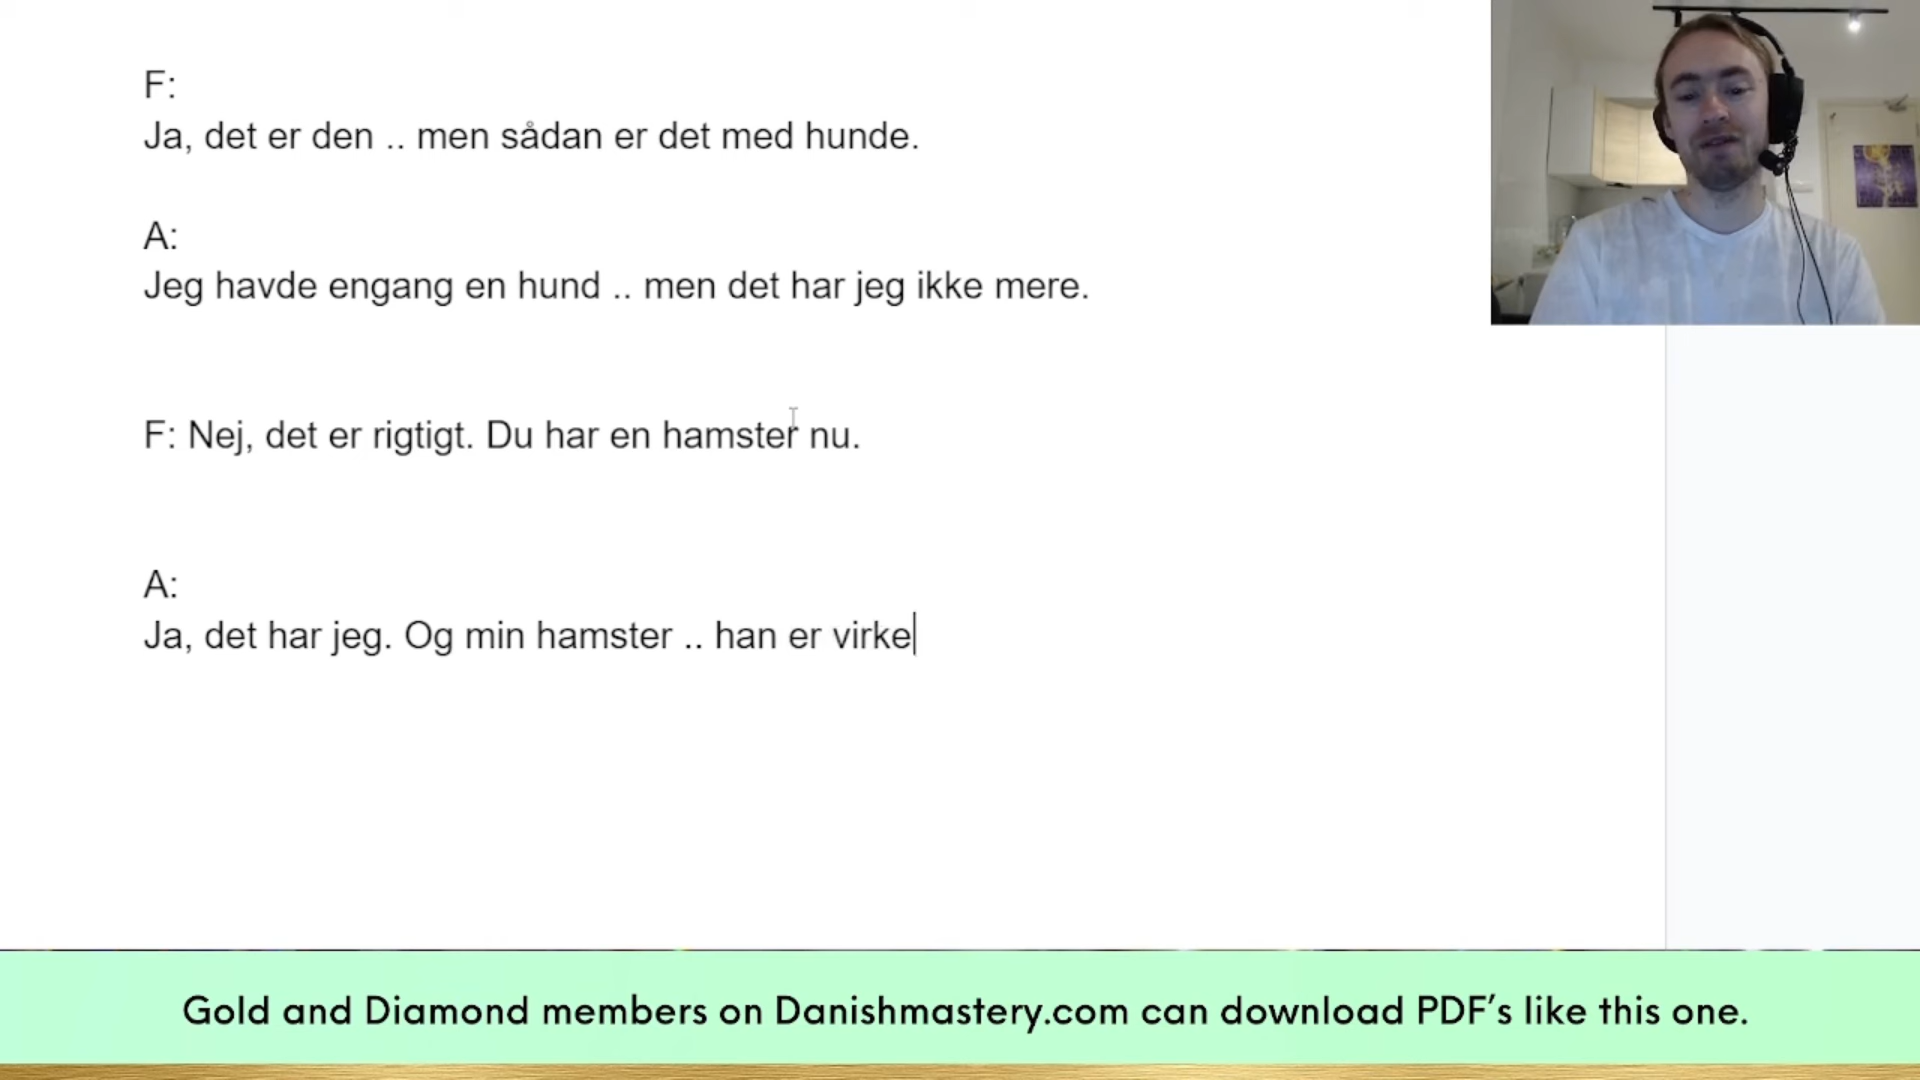 F:
Ja, det er den .. men sådan er det med hunde.
A:
Jeg havde engang en hund .. men det har jeg ikke mere.
F: Nej, det er rigtigt. Du har en hamster nu.
A:
Ja, det har jeg. Og min hamster .. han er virke
Gold and Diamond members on Danishmastery.com can download PDF’s like this one.